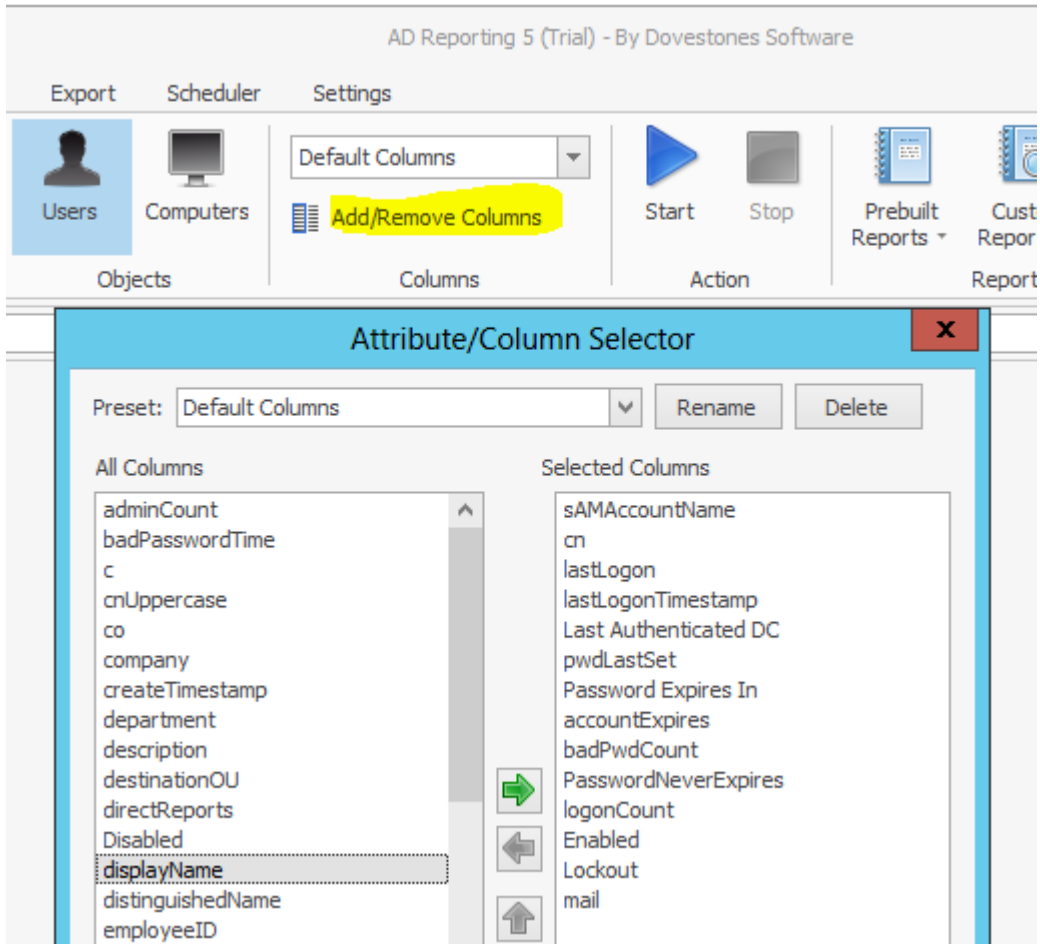 AD Reporting 5 (Trial) - By Dovestones Software
Export Scheduler Settings
Users
Computers
Objects
Default Columns
Add/Remove Columns
Columns
Start
Stop
Action
Prebuilt
Reports
Cust
Repor
Report
Attribute/Column Selector
x
Preset: Default Columns Rename Delete
All Columns
adminCount
badPasswordTime
c
cnUppercase
co
company
createTimestamp
department
description
destinationOU
directReports
Disabled
displayName
distinguishedName
employeeID
Selected Columns
sAMAccountName
cn
lastLogon
lastLogonTimestamp
Last Authenticated DC
pwdLastSet
Password Expires In
accountExpires
badPwdCount
PasswordNeverExpires
logonCount
Enabled
Lockout
mail